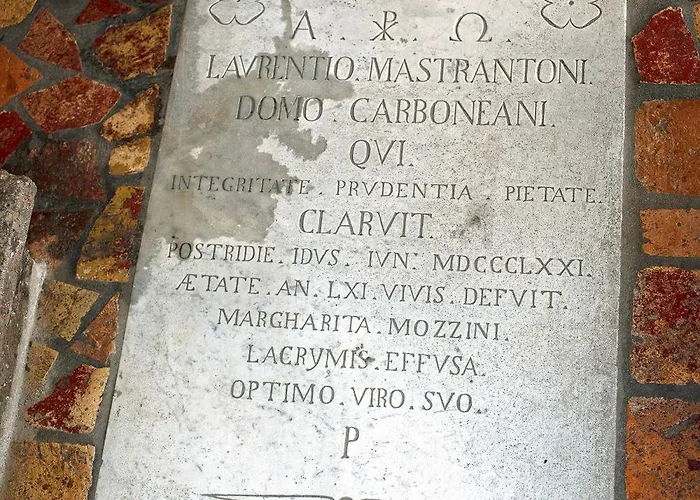 Α . ☧ . Ω .
LAVRENTIO. MASTRANTONI.
DOMO . CARBONEANI.
QVI.
INTEGRITATE . PRVDENTIA . PIETATE.
CLARVIT.
POSTRIDIE. IDVS. IVN: MDCCCLXXI.
ÆTATE. AN. LXI. VIVIS. DEFVIT.
MARGHARITA. MOZZINI.
LACRYMIS. EFFVSA.
OPTIMO. VIRO. SVO.
P